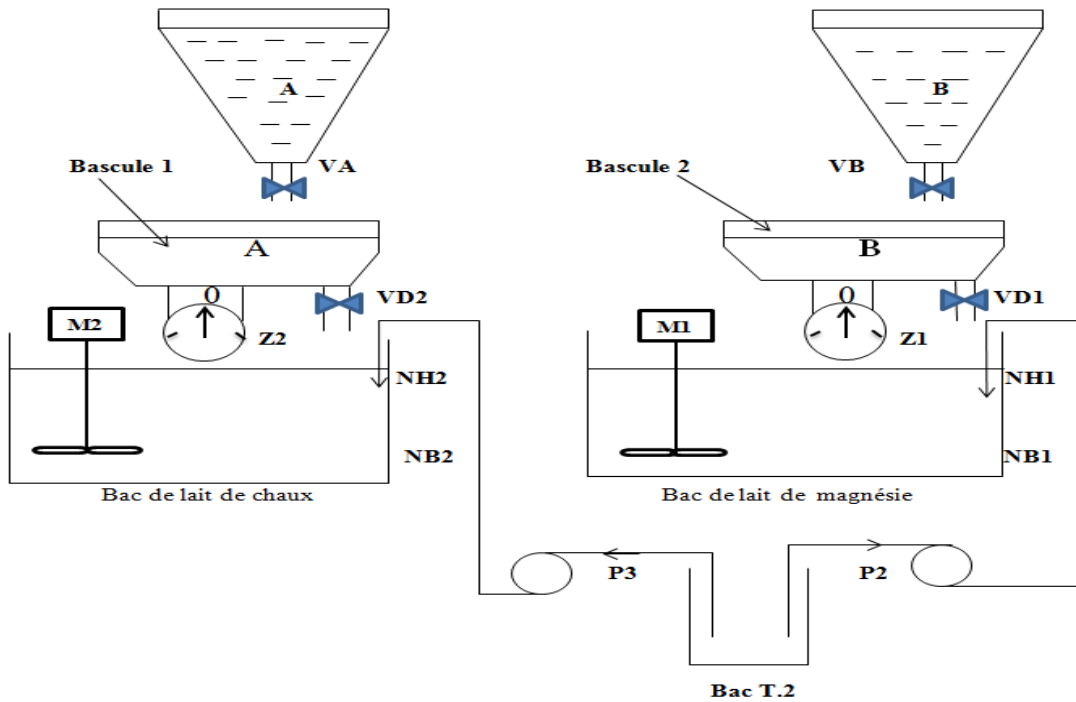 A
B
Bascule 1
VA
Bascule 2
VB
A
B
0
VD2
0
VD1
M2
Z2
M1
Z1
NH2
NH1
NB2
NB1
Bac de lait de chaux
Bac de lait de magnésie
P3
P2
Bac T.2